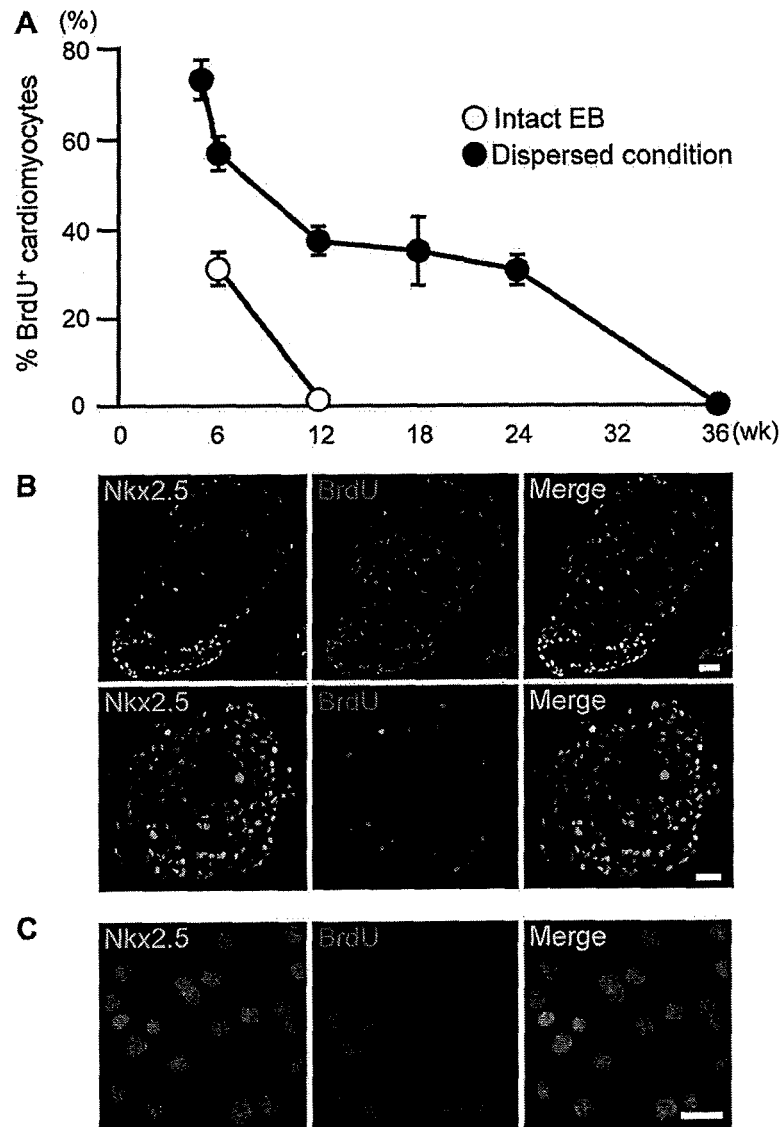 A (%)
80
60
40
20
0
% BrdU⁺ cardiomyocytes
Intact EB
Dispersed condition
0 6 12 18 24 32 36 (wk)
B
Nkx2.5 BrdU Merge
Nkx2.5 BrdU Merge
C
Nkx2.5 BrdU Merge